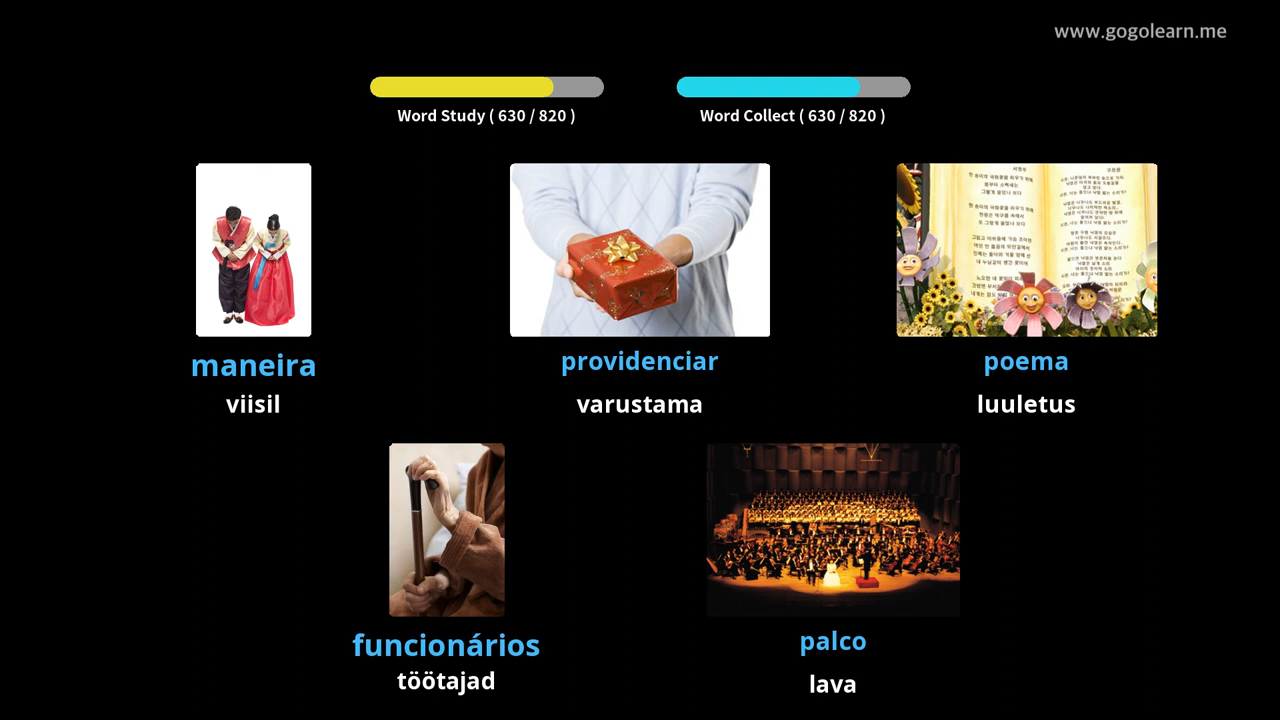 www.gogolearn.me
Word Study ( 630 / 820 )
Word Collect ( 630 / 820 )
maneira
viisil
providenciar
varustama
poema
luuletus
funcionários
töötajad
palco
lava